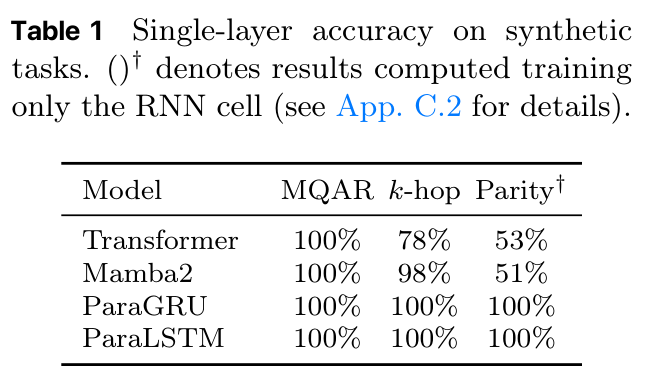 Table 1 Single-layer accuracy on synthetic
tasks. ()† denotes results computed training
only the RNN cell (see App. C.2 for details).
Model MQAR k-hop Parity†
Transformer 100% 78% 53%
Mamba2 100% 98% 51%
ParaGRU 100% 100% 100%
ParaLSTM 100% 100% 100%